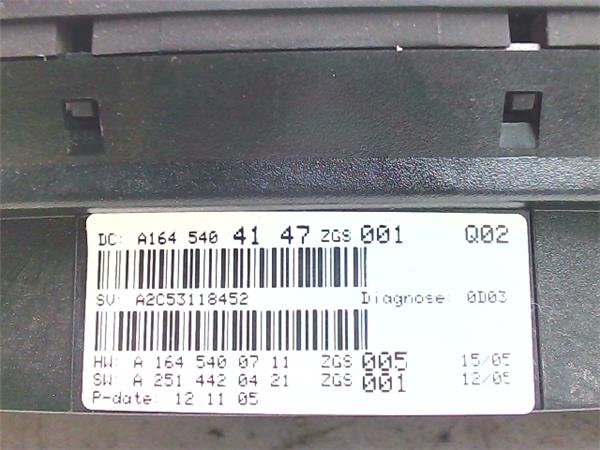 DC: A164 540 41 47 ZGS 001 Q02
SV: A2C53118452 Diagnose: 0D03
HW: A 164 540 07 11 ZGS 005 15/05
SW: A 251 442 04 21 ZGS 001 12/05
P-date: 12 11 05